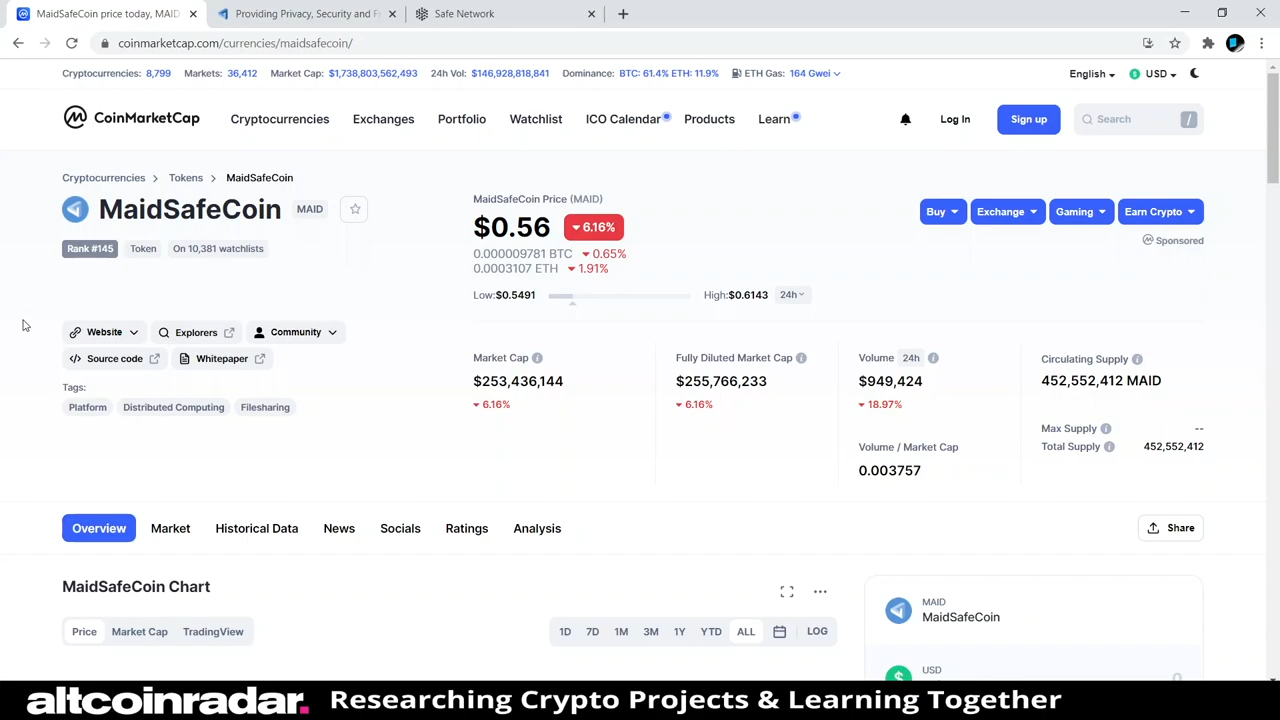 MaidSafeCoin price today, MAID
Providing Privacy, Security and F
Safe Network
coinmarketcap.com/currencies/maidsafecoin/
Cryptocurrencies: 8,799 Markets: 36,412 Market Cap: $1,738,803,562,493 24h Vol: $146,928,818,841 Dominance: BTC: 61.4% ETH: 11.9% ETH Gas: 164 Gwei English USD
CoinMarketCap Cryptocurrencies Exchanges Portfolio Watchlist ICO Calendar Products Learn Log In Sign up Search /
Cryptocurrencies > Tokens > MaidSafeCoin
MaidSafeCoin MAID
Rank #145 Token On 10,381 watchlists
MaidSafeCoin Price (MAID)
$0.56 6.16%
0.000009781 BTC 0.65%
0.0003107 ETH 1.91%
Low:$0.5491 High:$0.6143 24h
Buy Exchange Gaming Earn Crypto
Sponsored
Website Explorers Community
Source code Whitepaper
Tags:
Platform Distributed Computing Filesharing
Market Cap
$253,436,144
6.16%
Fully Diluted Market Cap
$255,766,233
6.16%
Volume 24h
$949,424
18.97%
Volume / Market Cap
0.003757
Circulating Supply
452,552,412 MAID
Max Supply --
Total Supply 452,552,412
Overview Market Historical Data News Socials Ratings Analysis Share
MaidSafeCoin Chart
Price Market Cap TradingView 1D 7D 1M 3M 1Y YTD ALL LOG
MAID
MaidSafeCoin
USD
altcoinradar. Researching Crypto Projects & Learning Together